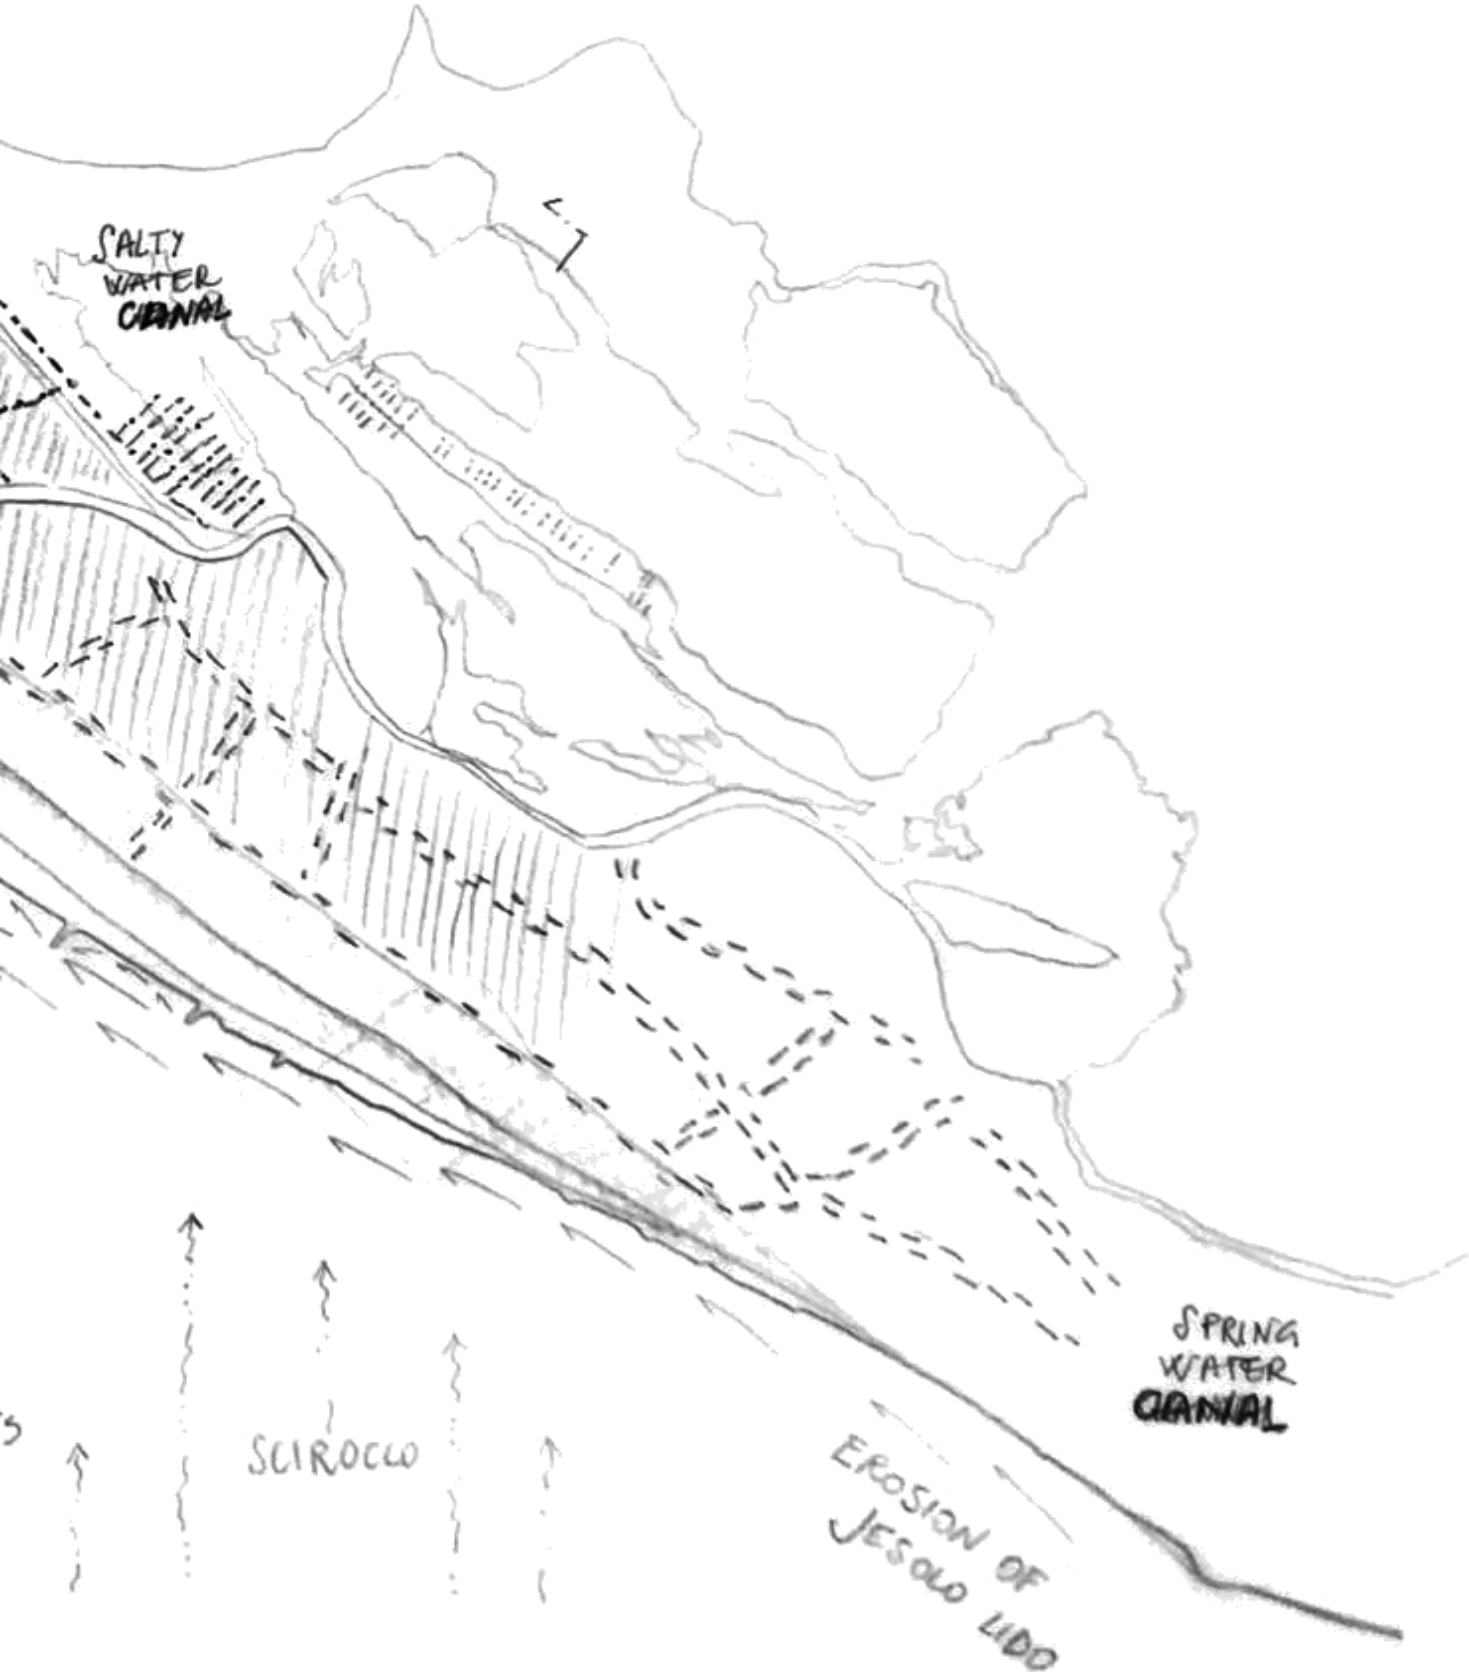 SALTY
WATER
CANAL
SCIROCCO
EROSION OF
JESOLO LIDO
SPRING
WATER
CANAL